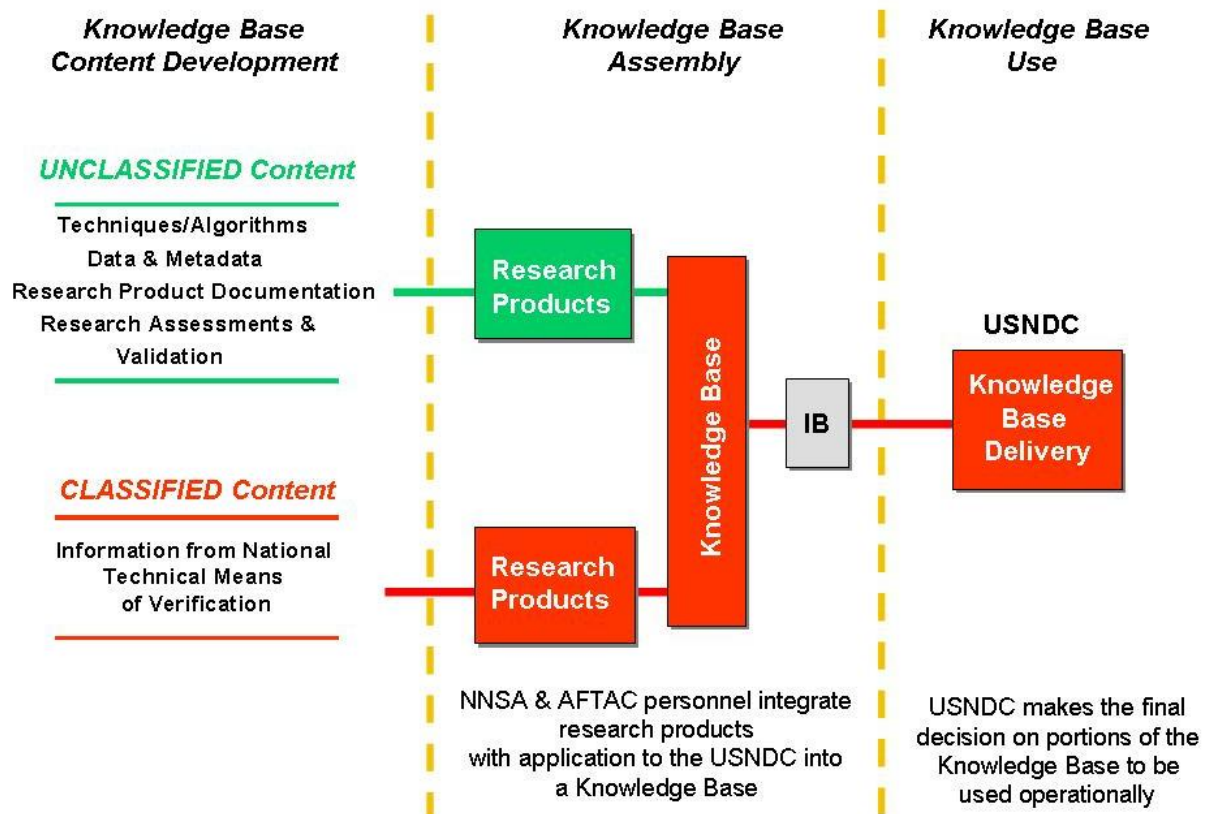 Knowledge Base
Content Development
Knowledge Base
Assembly
Knowledge Base
Use
UNCLASSIFIED Content
Techniques/Algorithms
Data & Metadata
Research Product Documentation
Research Assessments &
Validation
Research
Products
Knowledge Base
IB
USNDC
Knowledge
Base
Delivery
CLASSIFIED Content
Information from National
Technical Means
of Verification
Research
Products
NNSA & AFTAC personnel integrate
research products
with application to the USNDC into
a Knowledge Base
USNDC makes the final
decision on portions of the
Knowledge Base to be
used operationally